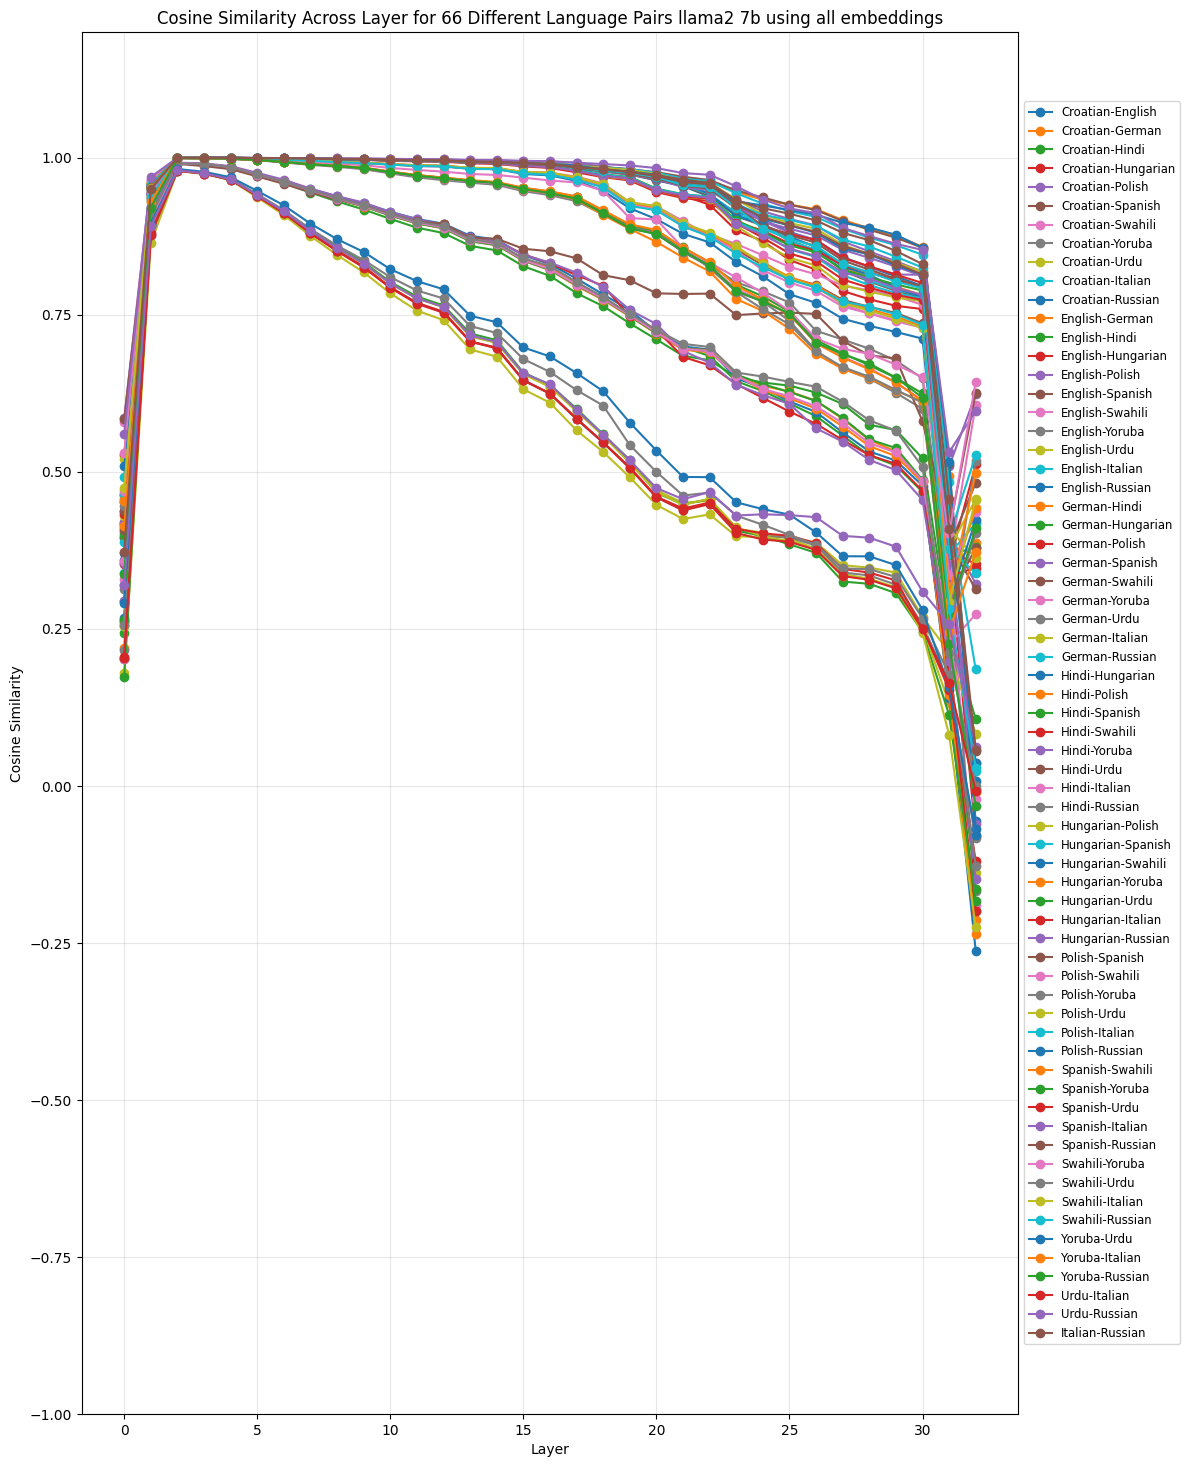 Cosine Similarity Across Layer for 66 Different Language Pairs llama2 7b using all embeddings
Cosine Similarity
1.00
0.75
0.50
0.25
0.00
−0.25
−0.50
−0.75
−1.00
0 5 10 15 20 25 30
Layer
Croatian-English
Croatian-German
Croatian-Hindi
Croatian-Hungarian
Croatian-Polish
Croatian-Spanish
Croatian-Swahili
Croatian-Yoruba
Croatian-Urdu
Croatian-Italian
Croatian-Russian
English-German
English-Hindi
English-Hungarian
English-Polish
English-Spanish
English-Swahili
English-Yoruba
English-Urdu
English-Italian
English-Russian
German-Hindi
German-Hungarian
German-Polish
German-Spanish
German-Swahili
German-Yoruba
German-Urdu
German-Italian
German-Russian
Hindi-Hungarian
Hindi-Polish
Hindi-Spanish
Hindi-Swahili
Hindi-Yoruba
Hindi-Urdu
Hindi-Italian
Hindi-Russian
Hungarian-Polish
Hungarian-Spanish
Hungarian-Swahili
Hungarian-Yoruba
Hungarian-Urdu
Hungarian-Italian
Hungarian-Russian
Polish-Spanish
Polish-Swahili
Polish-Yoruba
Polish-Urdu
Polish-Italian
Polish-Russian
Spanish-Swahili
Spanish-Yoruba
Spanish-Urdu
Spanish-Italian
Spanish-Russian
Swahili-Yoruba
Swahili-Urdu
Swahili-Italian
Swahili-Russian
Yoruba-Urdu
Yoruba-Italian
Yoruba-Russian
Urdu-Italian
Urdu-Russian
Italian-Russian